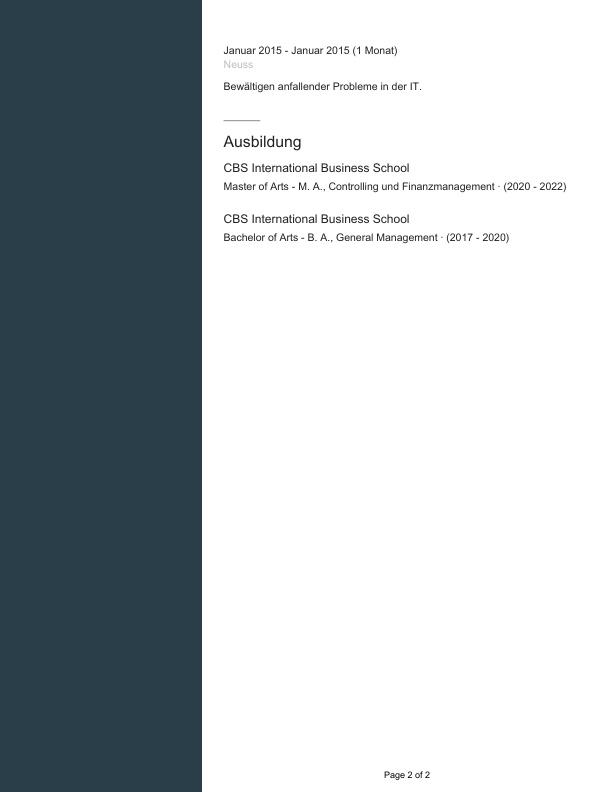 Januar 2015 - Januar 2015 (1 Monat)
Neuss
Bewältigen anfallender Probleme in der IT.
Ausbildung
CBS International Business School
Master of Arts - M. A., Controlling und Finanzmanagement · (2020 - 2022)
CBS International Business School
Bachelor of Arts - B. A., General Management · (2017 - 2020)
Page 2 of 2